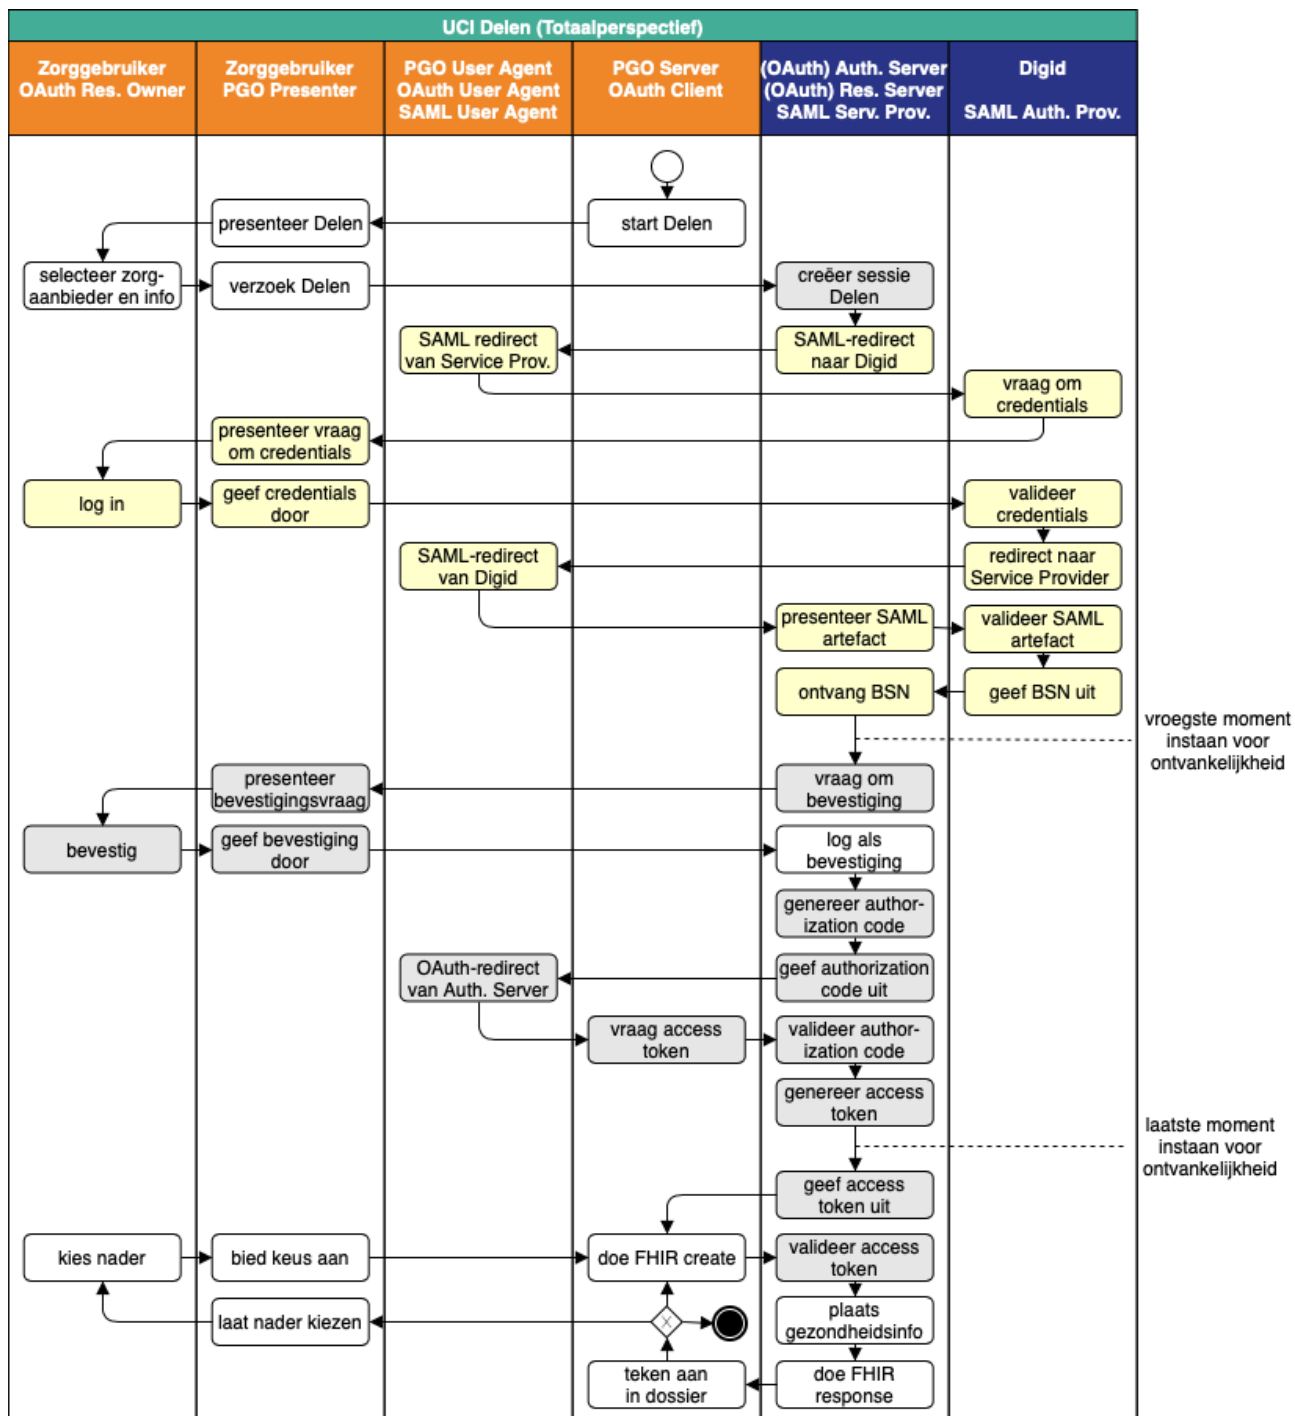 UCI Delen (Totaalperspectief)
Zorggebruiker
OAuth Res. Owner
Zorggebruiker
PGO Presenter
PGO User Agent
OAuth User Agent
SAML User Agent
PGO Server
OAuth Client
(OAuth) Auth. Server
(OAuth) Res. Server
SAML Serv. Prov.
Digid
SAML Auth. Prov.
presenteer Delen
start Delen
selecteer zorg-
aanbieder en info
verzoek Delen
creëer sessie
Delen
SAML redirect
van Service Prov.
SAML-redirect
naar Digid
vraag om
credentials
presenteer vraag
om credentials
log in
geef credentials
door
valideer
credentials
SAML-redirect
van Digid
redirect naar
Service Provider
presenteer SAML
artefact
valideer SAML
artefact
ontvang BSN
geef BSN uit
vroegste moment
instaan voor
ontvankelijkheid
presenteer
bevestigingsvraag
vraag om
bevestiging
bevestig
geef bevestiging
door
log als
bevestiging
genereer author-
ization code
OAuth-redirect
van Auth. Server
geef authorization
code uit
vraag access
token
valideer author-
ization code
genereer access
token
laatste moment
instaan voor
ontvankelijkheid
geef access
token uit
kies nader
bied keus aan
doe FHIR create
valideer access
token
laat nader kiezen
X
plaats
gezondheidsinfo
teken aan
in dossier
doe FHIR
response